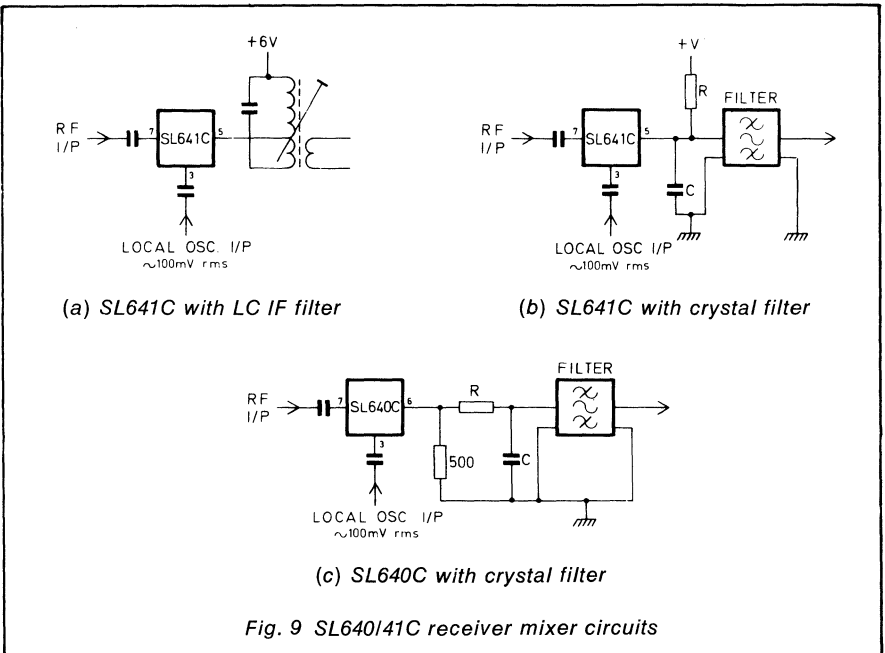 +6V
RF
I/P
7
SL641C
5
3
LOCAL OSC. I/P
~100mV rms
(a) SL641C with LC IF filter
+V
R
FILTER
RF
I/P
7
SL641C
5
C
3
LOCAL OSC I/P
~100mV rms
(b) SL641C with crystal filter
FILTER
R
RF
I/P
7
SL640C
6
3
500
C
LOCAL OSC I/P
~100mV rms
(c) SL640C with crystal filter
Fig. 9 SL640/41C receiver mixer circuits